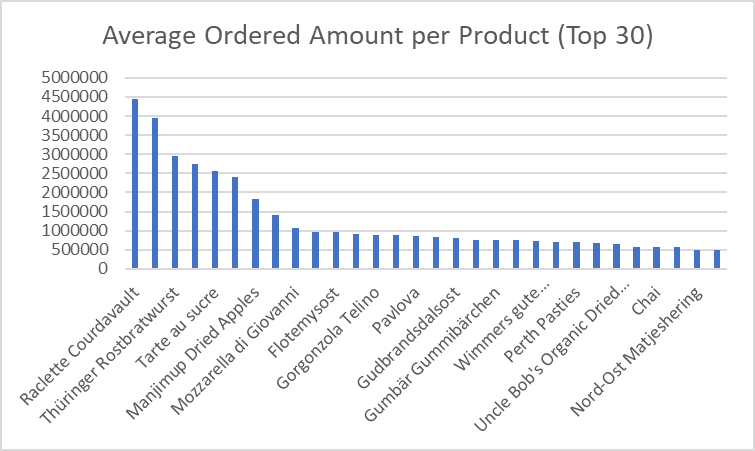 Average Ordered Amount per Product (Top 30)
5000000
4500000
4000000
3500000
3000000
2500000
2000000
1500000
1000000
500000
0
Raclette Courdavault
Thüringer Rostbratwurst
Tarte au sucre
Manjimup Dried Apples
Mozzarella di Giovanni
Flotemysost
Gorgonzola Telino
Pavlova
Gudbrandsdalsost
Gumbär Gummibärchen
Wimmers gute...
Perth Pasties
Uncle Bob's Organic Dried...
Chai
Nord-Ost Matjeshering